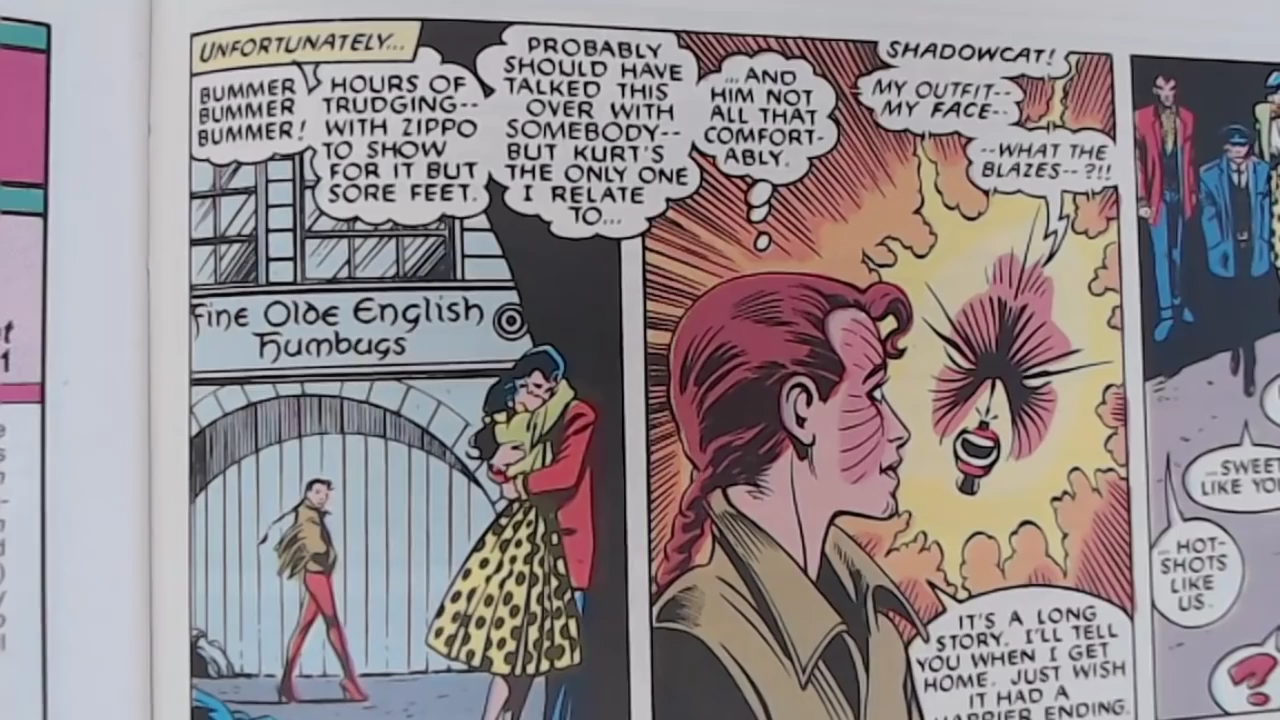 UNFORTUNATELY...
BUMMER
BUMMER
BUMMER!
HOURS OF
TRUDGING--
WITH ZIPPO
TO SHOW
FOR IT BUT
SORE FEET.
PROBABLY
SHOULD HAVE
TALKED THIS
OVER WITH
SOMEBODY--
BUT KURT'S
THE ONLY ONE
I RELATE
TO...
Fine Olde English
Humbugs
...AND
HIM NOT
ALL THAT
COMFORT-
ABLY.
SHADOWCAT!
MY OUTFIT--
MY FACE--
--WHAT THE
BLAZES--?!!
IT'S A LONG
STORY. I'LL TELL
YOU WHEN I GET
HOME. JUST WISH
IT HAD A
HAPPIER ENDING.
...SWEET
LIKE YOU
...HOT-
SHOTS
LIKE
US.
?